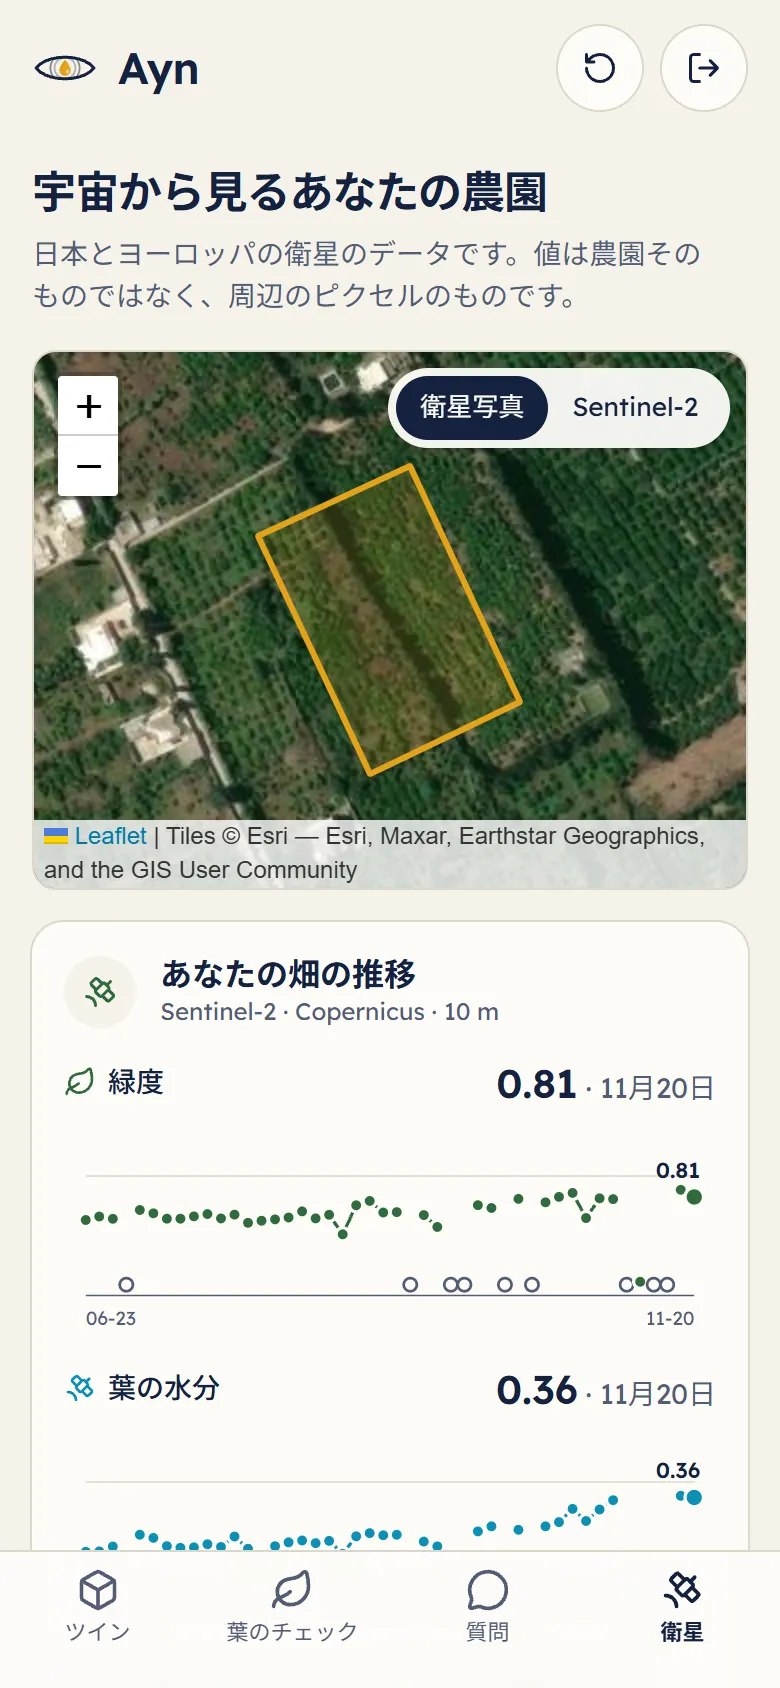 Ayn
宇宙から見るあなたの農園
日本とヨーロッパの衛星のデータです。値は農園その
ものではなく、周辺のピクセルのものです。
+
−
衛星写真
Sentinel-2
Leaflet | Tiles © Esri — Esri, Maxar, Earthstar Geographics,
and the GIS User Community
あなたの畑の推移
Sentinel-2 · Copernicus · 10 m
緑度
0.81 · 11月20日
0.81
06-23
11-20
葉の水分
0.36 · 11月20日
0.36
ツイン
葉のチェック
質問
衛星